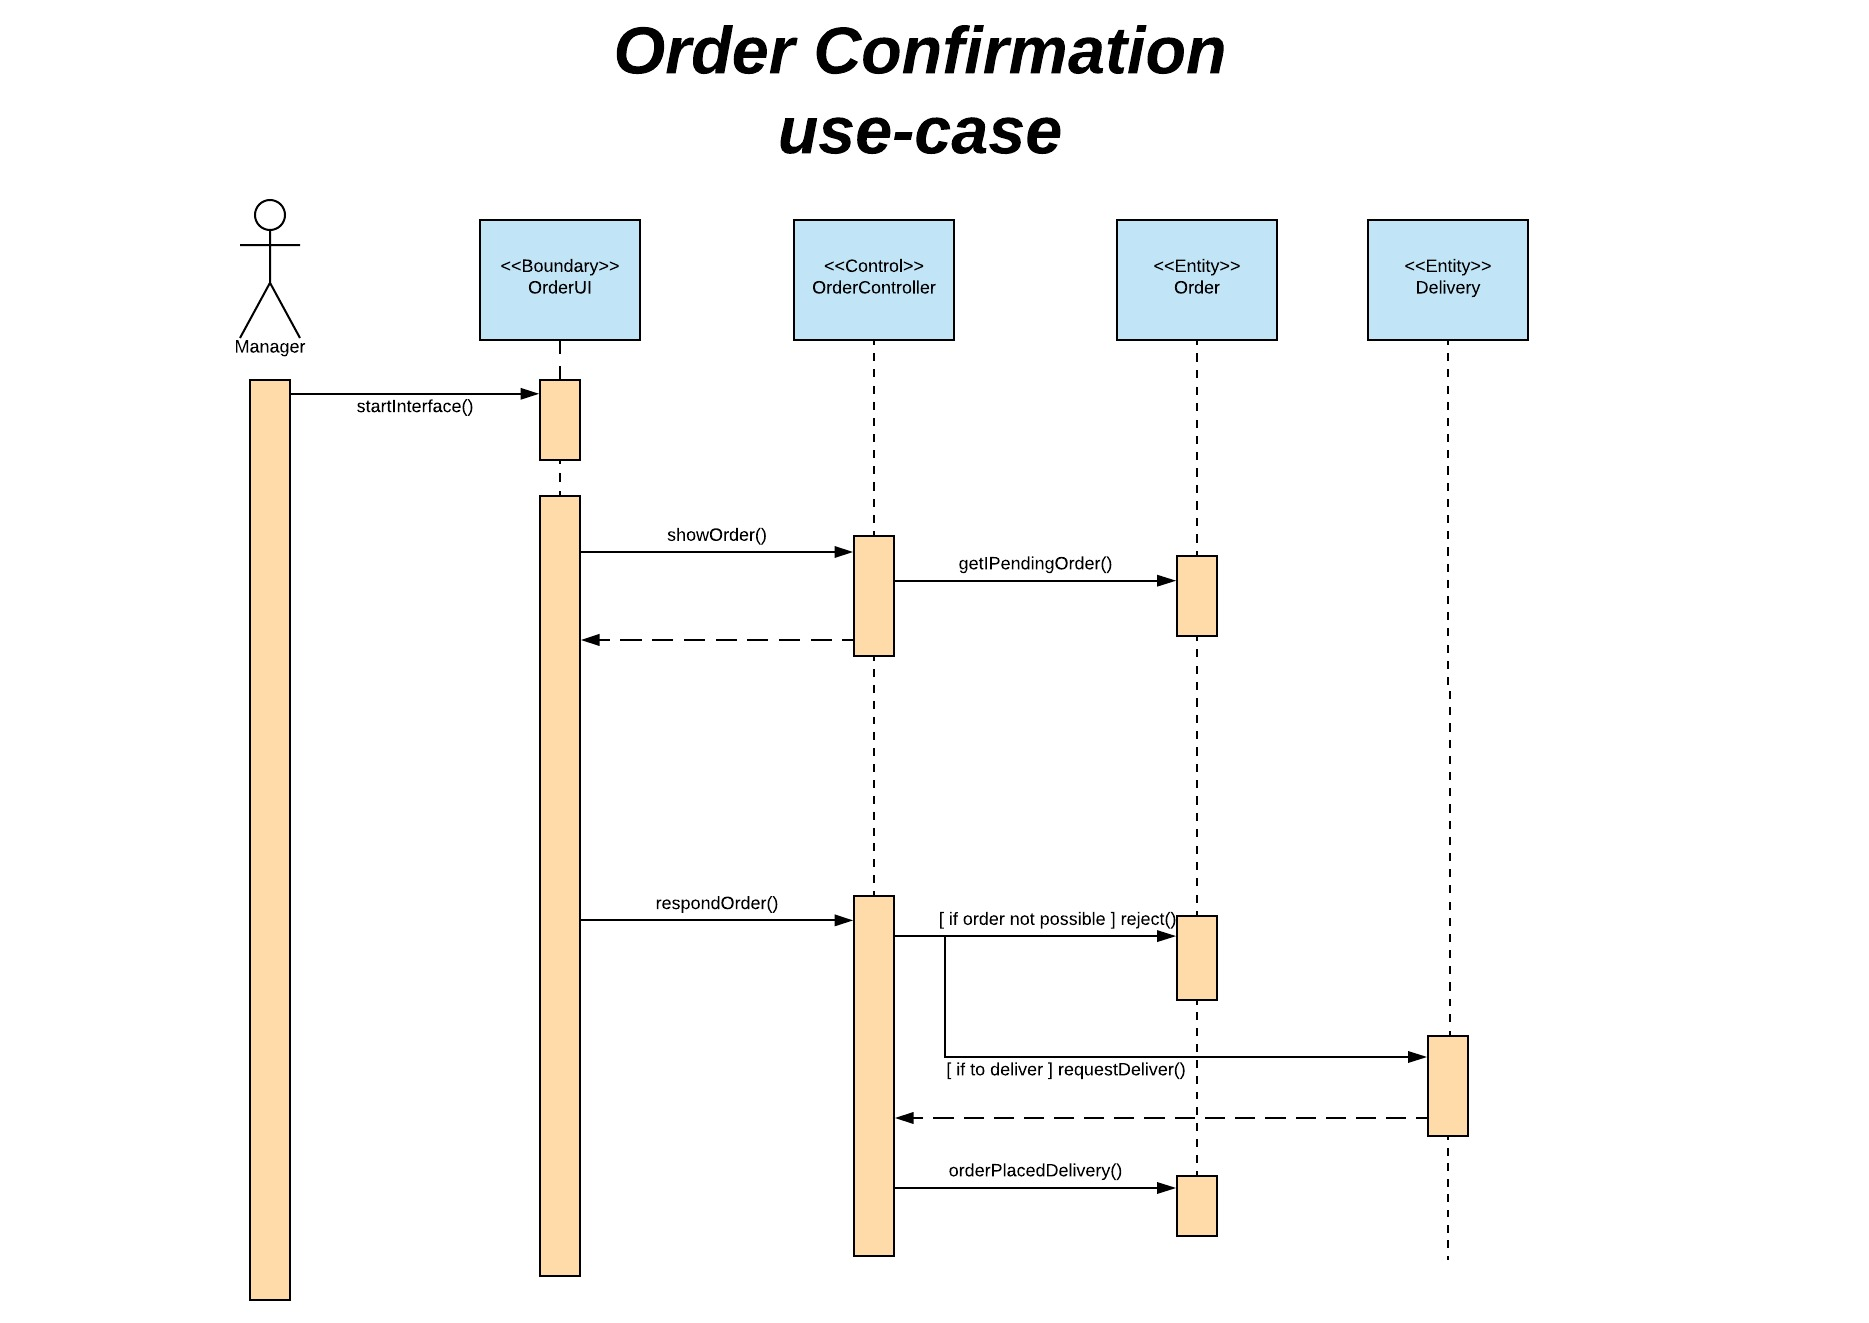 Order Confirmation
use-case
Manager
<<Boundary>>
OrderUI
<<Control>>
OrderController
<<Entity>>
Order
<<Entity>>
Delivery
startInterface()
showOrder()
getIPendingOrder()
respondOrder()
[ if order not possible ] reject()
[ if to deliver ] requestDeliver()
orderPlacedDelivery()